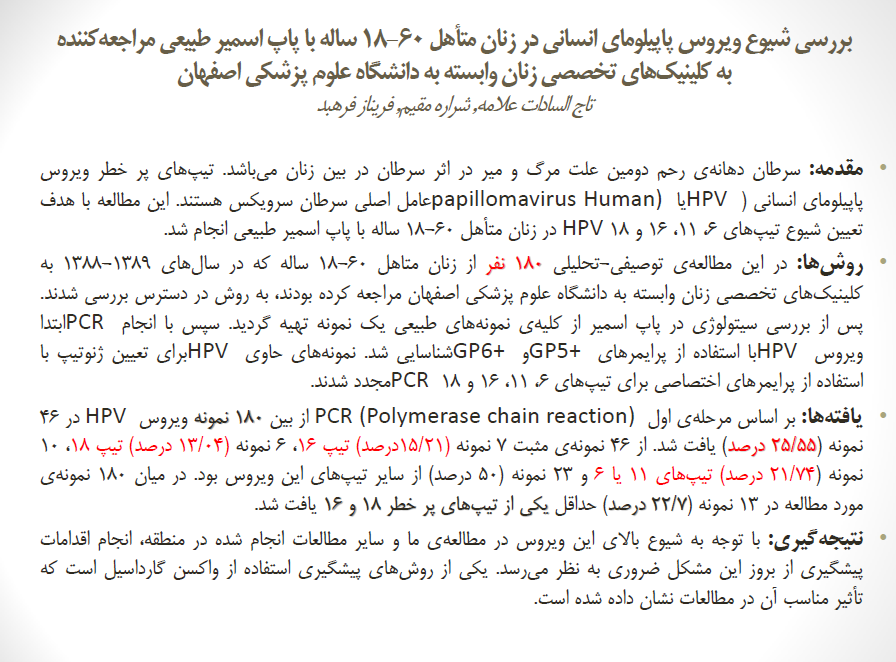 بررسی شیوع ویروس پاپیلومای انسانی در زنان متأهل ۶۰–۱۸ ساله با پاپ اسمیر طبیعی مراجعه‌کننده
به کلینیک‌های تخصصی زنان وابسته به دانشگاه علوم پزشکی اصفهان
تاج السادات علامه, شراره مقیم, فریناز فرهبد
• مقدمه: سرطان دهانه‌ی رحم دومین علت مرگ و میر در اثر سرطان در بین زنان می‌باشد. تیپ‌های پر خطر ویروس
پاپیلومای انسانی ( HPVیا papillomavirus Human)عامل اصلی سرطان سرویکس هستند. این مطالعه با هدف
تعیین شیوع تیپ‌های ۶، ۱۱، ۱۶ و ۱۸ HPV در زنان متأهل ۶۰–۱۸ ساله با پاپ اسمیر طبیعی انجام شد.
• روش‌ها: در این مطالعه‌ی توصیفی–تحلیلی ۱۸۰ نفر از زنان متاهل ۶۰–۱۸ ساله که در سال‌های ۱۳۸۹–۱۳۸۸ به
کلینیک‌های تخصصی زنان وابسته به دانشگاه علوم پزشکی اصفهان مراجعه کرده بودند، به روش در دسترس بررسی شدند.
پس از بررسی سیتولوژی در پاپ اسمیر از کلیه‌ی نمونه‌های طبیعی یک نمونه تهیه گردید. سپس با انجام PCRابتدا
ویروس HPVبا استفاده از پرایمرهای GP5+و GP6+شناسایی شد. نمونه‌های حاوی HPVبرای تعیین ژنوتیپ با
استفاده از پرایمرهای اختصاصی برای تیپ‌های ۶، ۱۱، ۱۶ و ۱۸ PCRمجدد شدند.
• یافته‌ها: بر اساس مرحله‌ی اول PCR (Polymerase chain reaction) از بین ۱۸۰ نمونه ویروس HPV در ۴۶
نمونه (۲۵/۵۵ درصد) یافت شد. از ۴۶ نمونه‌ی مثبت ۷ نمونه (۱۵/۲۱درصد) تیپ ۱۶، ۶ نمونه (۱۳/۰۴ درصد) تیپ ۱۸، ۱۰
نمونه (۲۱/۷۴ درصد) تیپ‌های ۱۱ یا ۶ و ۲۳ نمونه (۵۰ درصد) از سایر تیپ‌های این ویروس بود. در میان ۱۸۰ نمونه‌ی
مورد مطالعه در ۱۳ نمونه (۲۲/۷ درصد) حداقل یکی از تیپ‌های پر خطر ۱۸ و ۱۶ یافت شد.
• نتیجه‌گیری: با توجه به شیوع بالای این ویروس در مطالعه‌ی ما و سایر مطالعات انجام شده در منطقه، انجام اقدامات
پیشگیری از بروز این مشکل ضروری به نظر می‌رسد. یکی از روش‌های پیشگیری استفاده از واکسن گارداسیل است که
تأثیر مناسب آن در مطالعات نشان داده شده است.